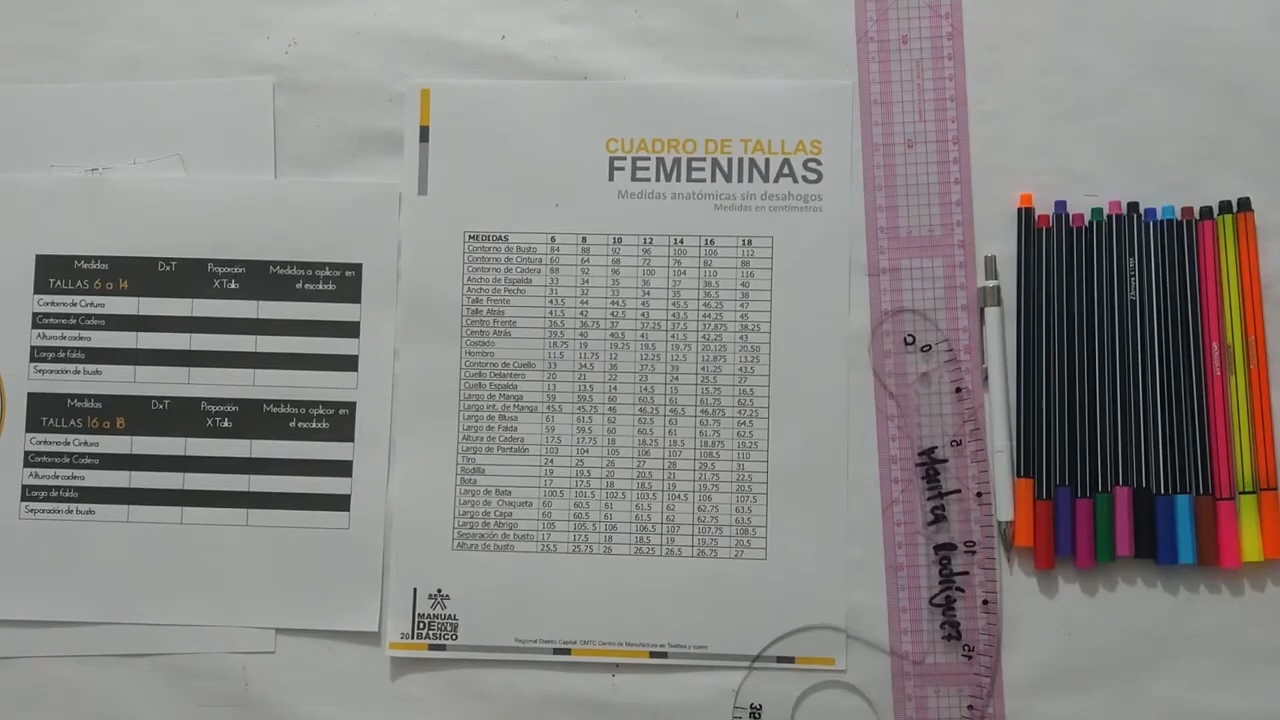 Medidas DxT Proporción X Talla Medidas a aplicar en el escalado
TALLAS 6 a 14
Contorno de Cintura
Contorno de Cadera
Altura de cadera
Largo de falda
Separación de busto
Medidas DxT Proporción X Talla Medidas a aplicar en el escalado
TALLAS 16 a 18
Contorno de Cintura
Contorno de Cadera
Altura de cadera
Largo de falda
Separación de busto
CUADRO DE TALLAS
FEMENINAS
Medidas anatómicas sin desahogos
Medidas en centímetros
MEDIDAS 6 8 10 12 14 16 18
Contorno de Busto 84 88 92 96 100 106 112
Contorno de Cintura 60 64 68 72 76 82 88
Contorno de Cadera 88 92 96 100 104 110 116
Ancho de Espalda 33 34 35 36 37 38.5 40
Ancho de Pecho 31 32 33 34 35 36.5 38
Talle Frente 43.5 44 44.5 45 45.5 46.25 47
Talle Atrás 41.5 42 42.5 43 43.5 44.25 45
Centro Frente 36.5 36.75 37 37.25 37.5 37.875 38.25
Centro Atrás 39.5 40 40.5 41 41.5 42.25 43
Costado 18.75 19 19.25 19.5 19.75 20.125 20.50
Hombro 11.5 11.75 12 12.25 12.5 12.875 13.25
Contorno de Cuello 33 34.5 36 37.5 39 41.25 43.5
Cuello Delantero 20 21 22 23 24 25.5 27
Cuello Espalda 13 13.5 14 14.5 15 15.75 16.5
Largo de Manga 59 59.5 60 60.5 61 61.75 62.5
Largo int. de Manga 45.5 45.75 46 46.25 46.5 46.875 47.25
Largo de Blusa 61 61.5 62 62.5 63 63.75 64.5
Largo de Falda 59 59.5 60 60.5 61 61.75 62.5
Altura de Cadera 17.5 17.75 18 18.25 18.5 18.875 19.25
Largo de Pantalón 103 104 105 106 107 108.5 110
Tiro 24 25 26 27 28 29.5 31
Rodilla 19 19.5 20 20.5 21 21.75 22.5
Bota 17 17.5 18 18.5 19 19.75 20.5
Largo de Bata 100.5 101.5 102.5 103.5 104.5 106 107.5
Largo de Chaqueta 60 60.5 61 61.5 62 62.75 63.5
Largo de Capa 60 60.5 61 61.5 62 62.75 63.5
Largo de Abrigo 105 105.5 106 106.5 107 107.75 108.5
Separación de busto 17 17.5 18 18.5 19 19.75 20.5
Altura de busto 25.5 25.75 26 26.25 26.5 26.75 27
SENA
MANUAL
DE
BÁSICO
20
Regional Distrito Capital, CMTC Centro de Manufactura en Textiles y cuero
0
5
10
15
Maritza Rodríguez
35